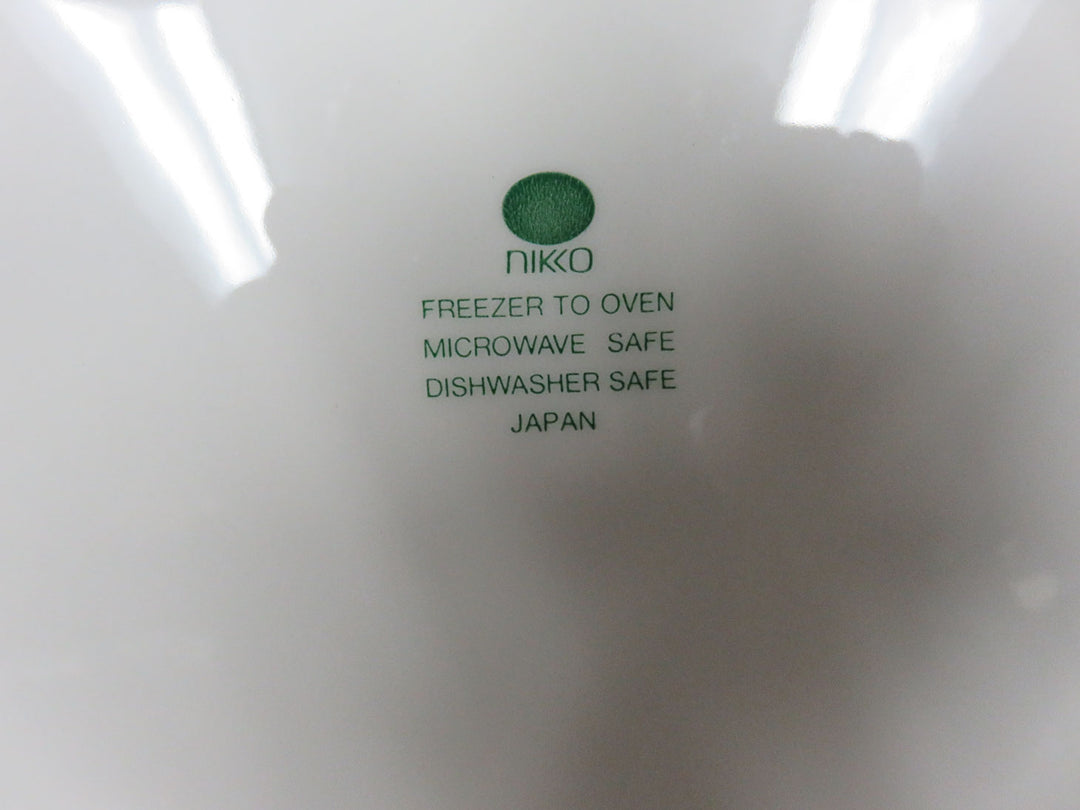 NIKKO
FREEZER TO OVEN
MICROWAVE SAFE
DISHWASHER SAFE
JAPAN